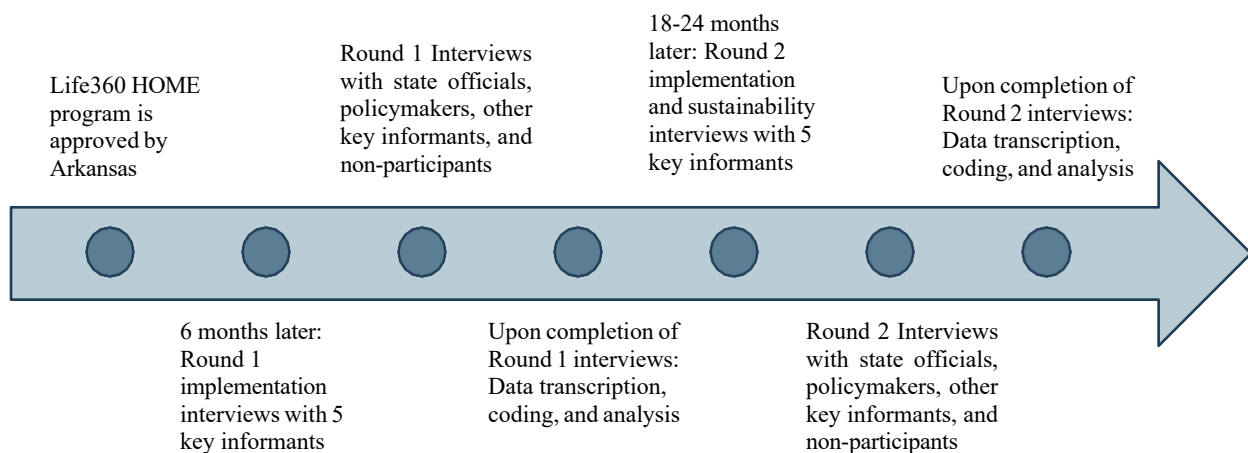 Life360 HOME
program is
approved by
Arkansas
6 months later:
Round 1
implementation
interviews with 5
key informants
Round 1 Interviews
with state officials,
policymakers, other
key informants, and
non-participants
Upon completion of
Round 1 interviews:
Data transcription,
coding, and analysis
18-24 months
later: Round 2
implementation
and sustainability
interviews with 5
key informants
Round 2 Interviews
with state officials,
policymakers, other
key informants, and
non-participants
Upon completion of
Round 2 interviews:
Data transcription,
coding, and analysis